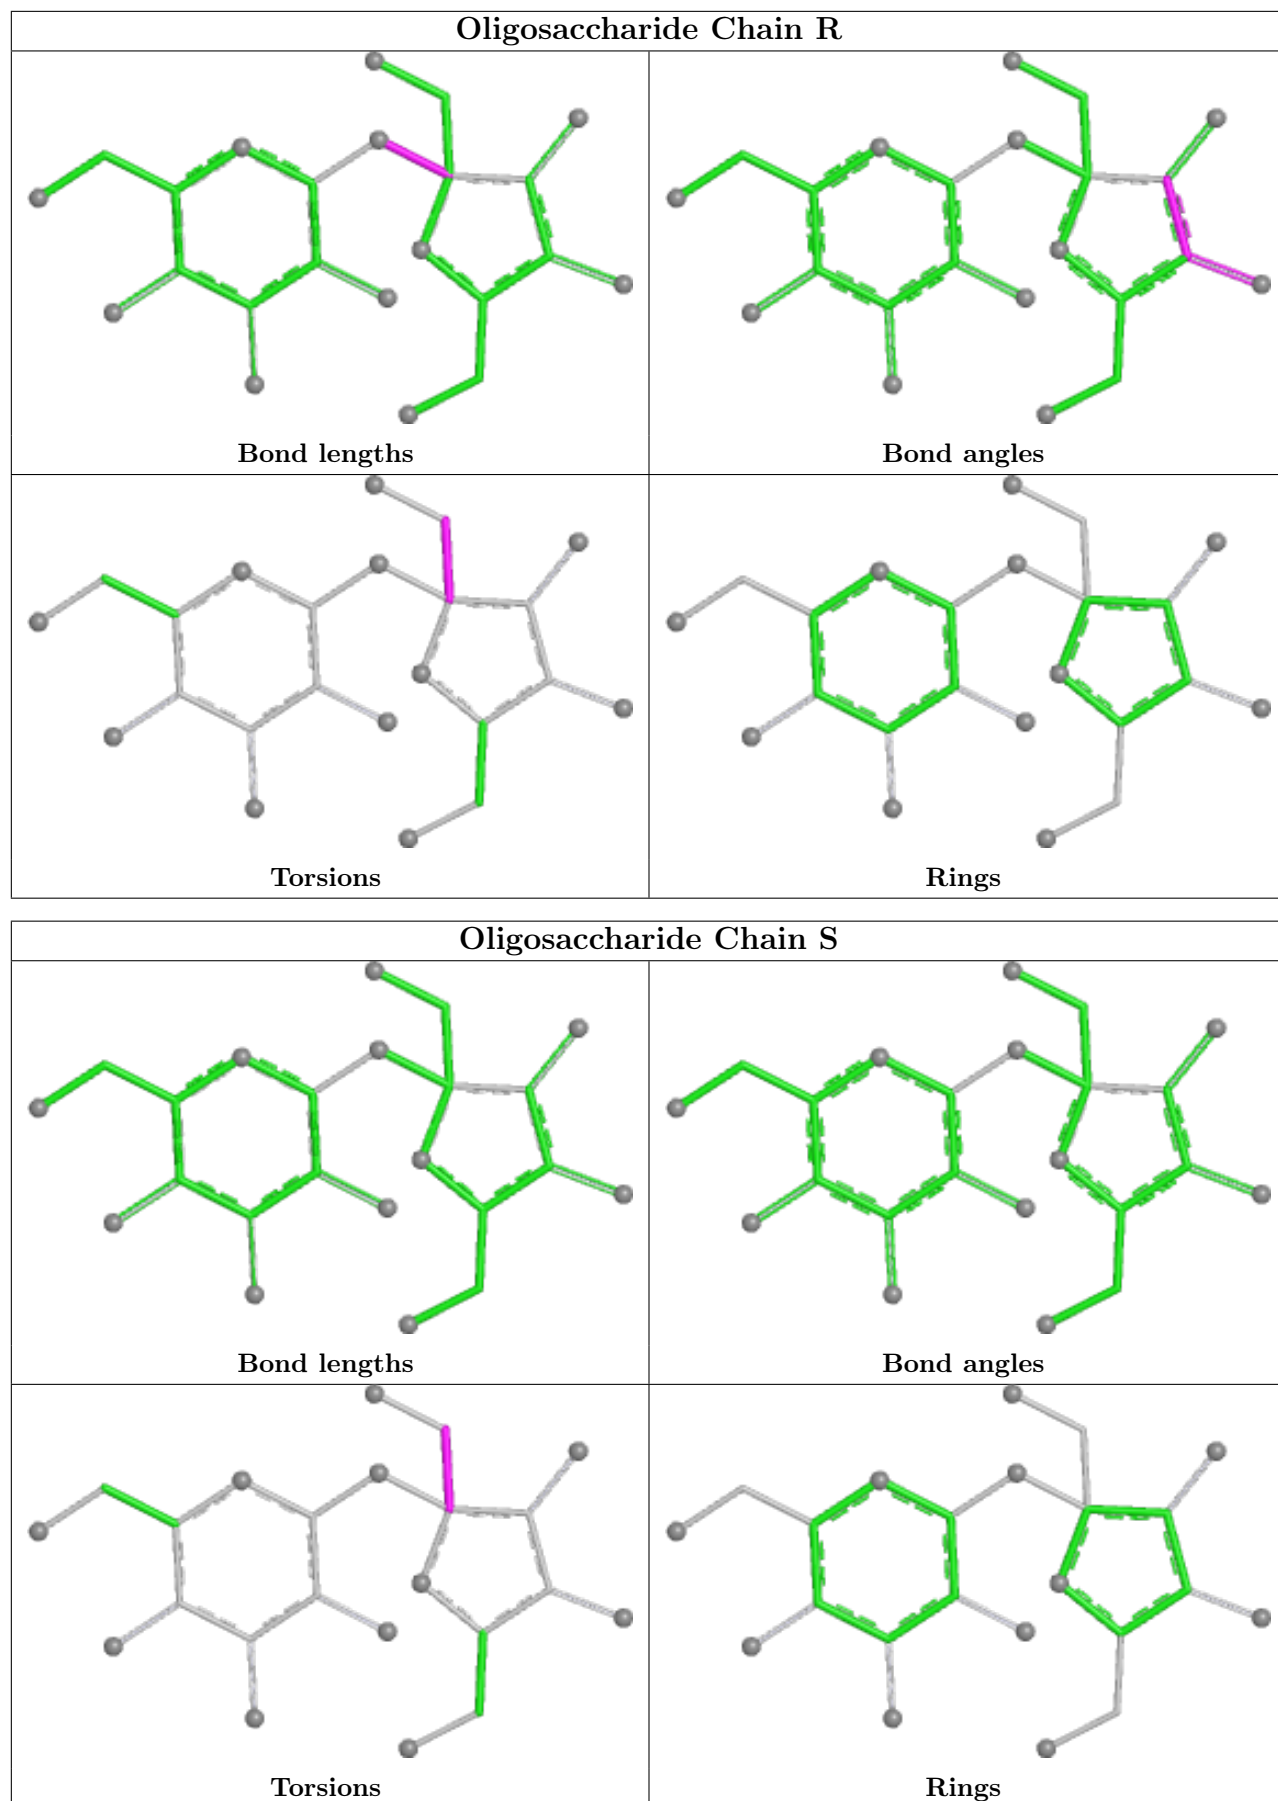 Oligosaccharide Chain R
Bond lengths
Bond angles
Torsions
Rings
Oligosaccharide Chain S
Bond lengths
Bond angles
Torsions
Rings